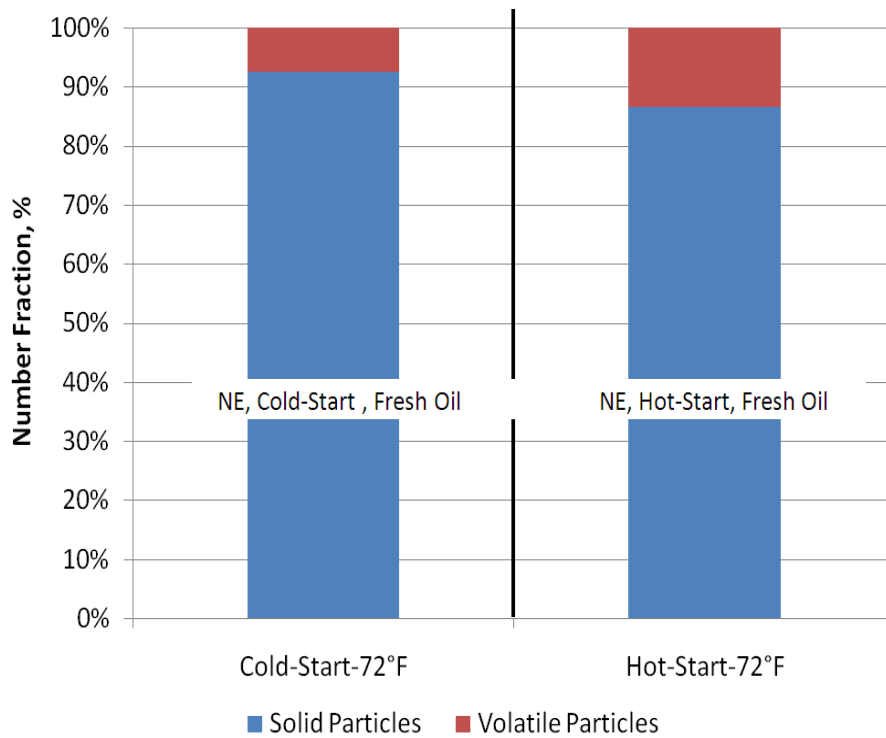 100%
90%
80%
70%
60%
50%
40%
30%
20%
10%
0%
Number Fraction, %
NE, Cold-Start , Fresh Oil
NE, Hot-Start, Fresh Oil
Cold-Start-72°F
Hot-Start-72°F
Solid Particles
Volatile Particles